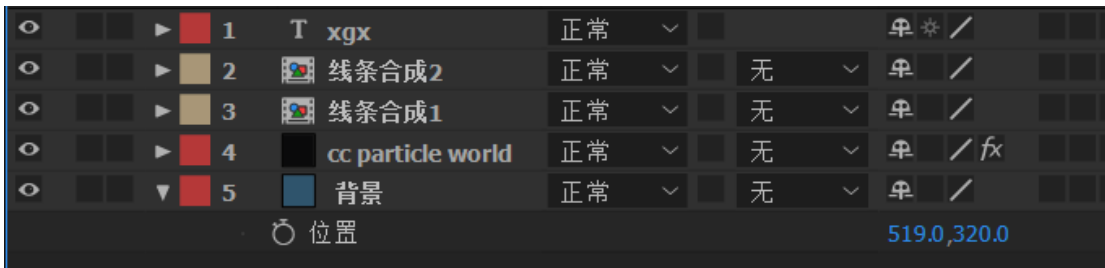 1 T xgx 正常
2 线条合成2 正常 无
3 线条合成1 正常 无
4 cc particle world 正常 无 fx
5 背景 正常 无
位置 519.0,320.0